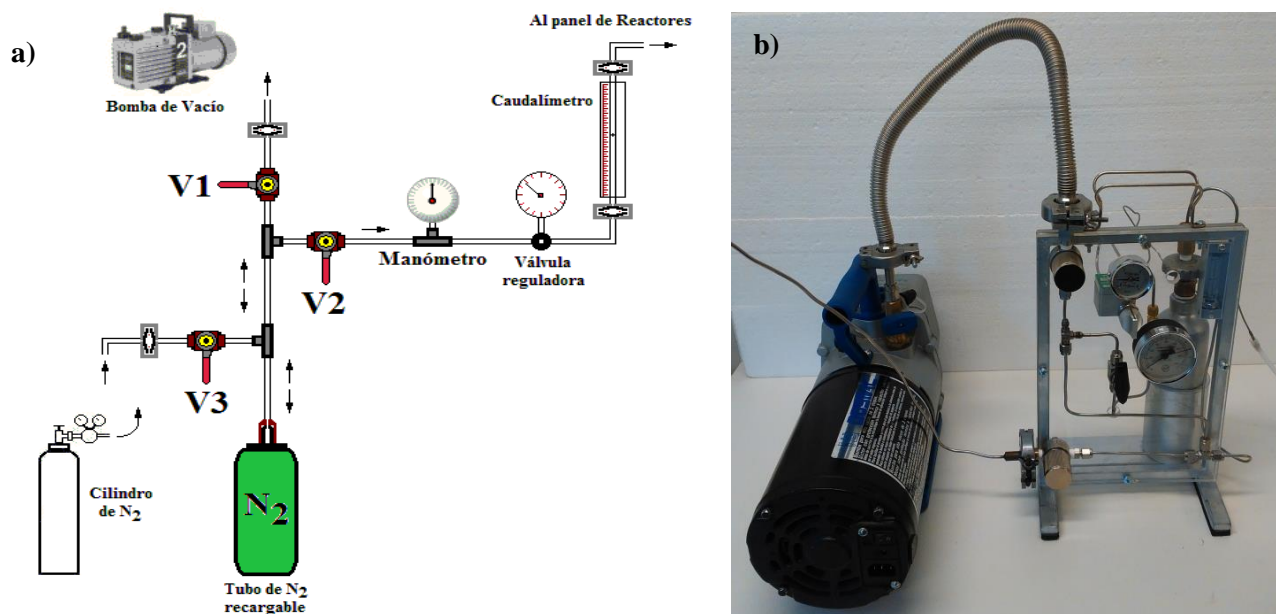 a)
Bomba de Vacío
Al panel de Reactores
Caudalímetro
V1
V2
Manómetro
Válvula
reguladora
V3
Cilindro
de N2
N2
Tubo de N2
recargable
b)